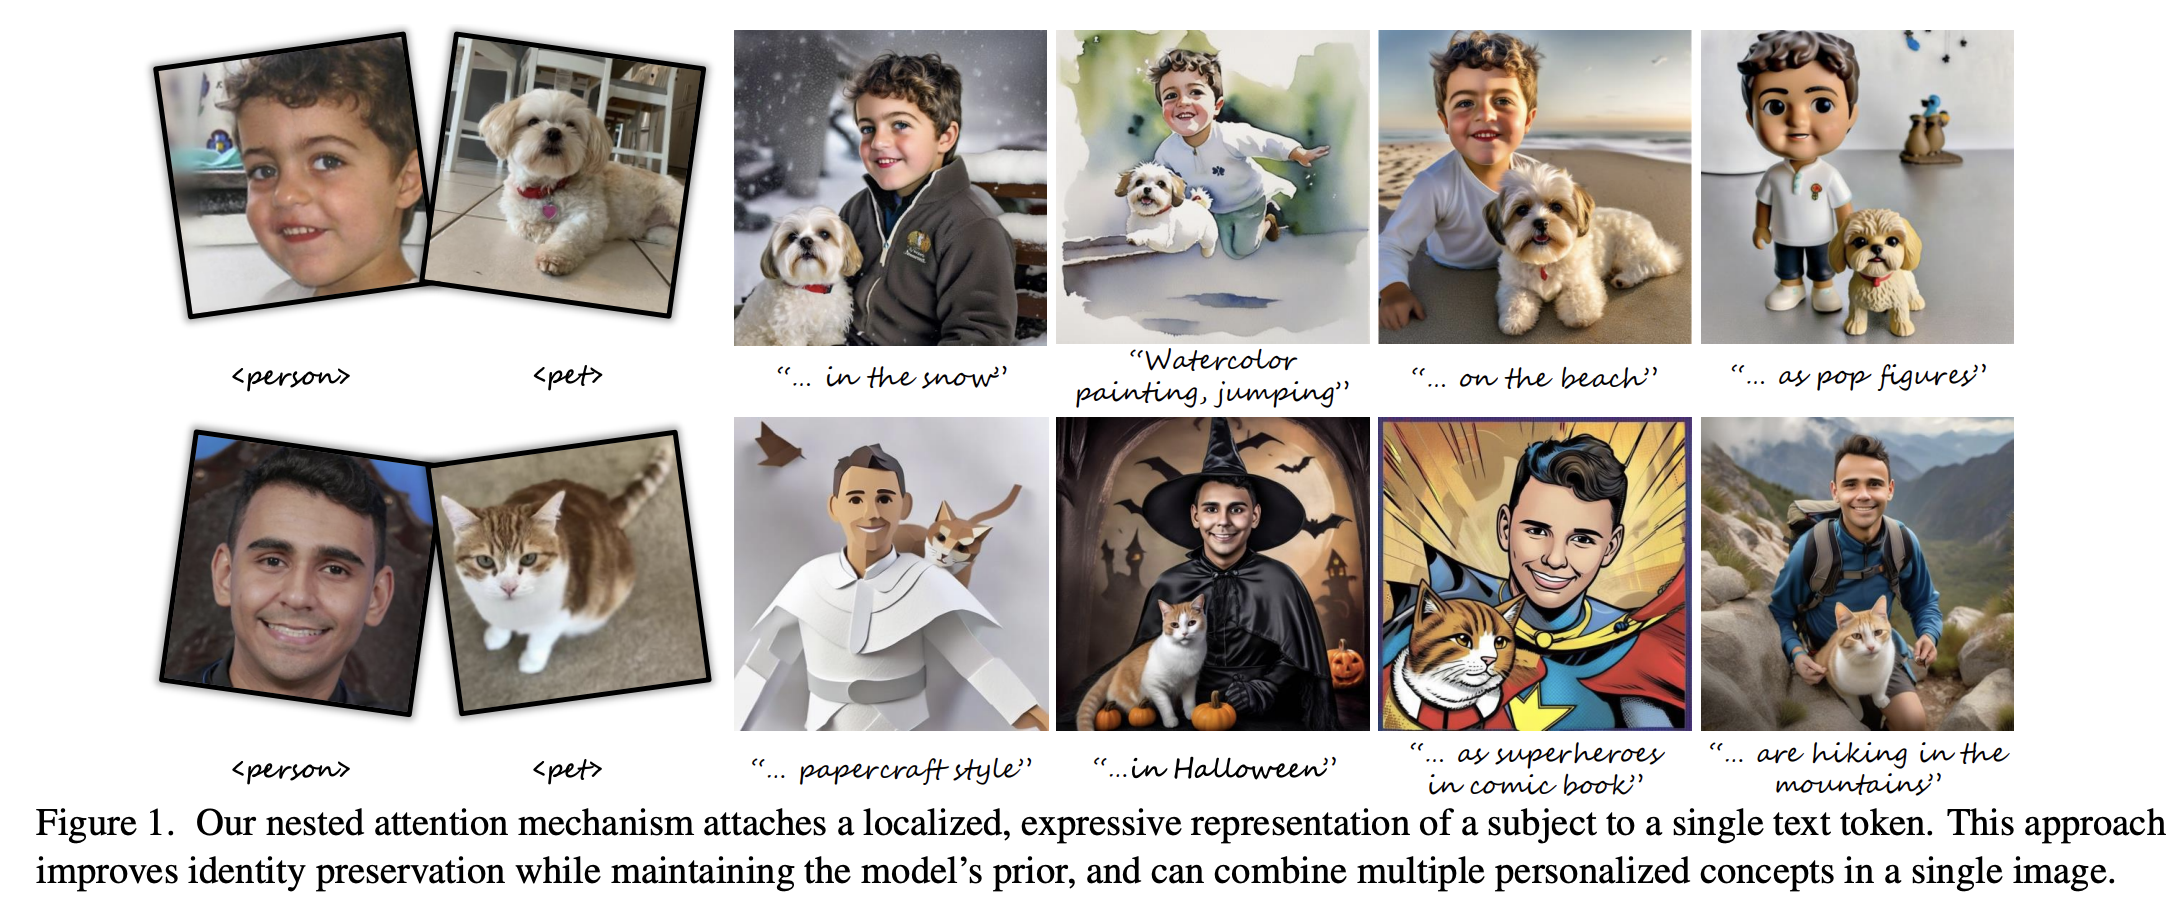 <person>
<pet>
“... in the snow”
“Watercolor
painting, jumping”
“... on the beach”
“... as pop figures”
<person>
<pet>
“... papercraft style”
“...in Halloween”
“... as superheroes
in comic book”
“... are hiking in the
mountains”
Figure 1. Our nested attention mechanism attaches a localized, expressive representation of a subject to a single text token. This approach
improves identity preservation while maintaining the model’s prior, and can combine multiple personalized concepts in a single image.